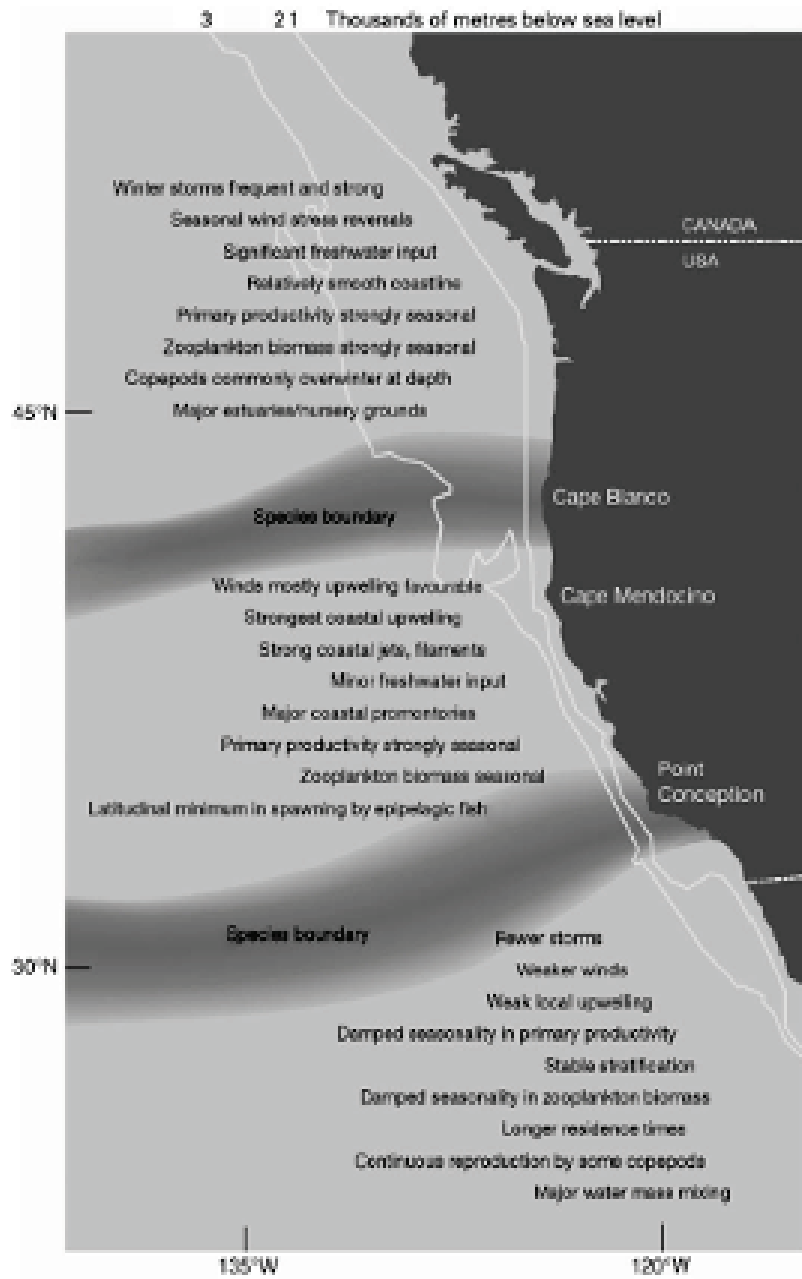 3 2 1 Thousands of metres below sea level
Winter storms frequent and strong
Seasonal wind stress reversals
Significant freshwater input
CANADA
USA
Relatively smooth coastline
Primary productivity strongly seasonal
Zooplankton biomass strongly seasonal
Copepods commonly overwinter at depth
45°N
Major estuaries/nursery grounds
Cape Blanco
Species boundary
Winds mostly upwelling favourable
Cape Mendocino
Strongest coastal upwelling
Strong coastal jets, filaments
Minor freshwater input
Major coastal promontories
Primary productivity strongly seasonal
Zooplankton biomass seasonal
Point
Conception
Latitudinal minimum in spawning by epipelagic fish
Species boundary
Fewer storms
30°N
Weaker winds
Weak local upwelling
Damped seasonality in primary productivity
Stable stratification
Damped seasonality in zooplankton biomass
Longer residence times
Continuous reproduction by some copepods
Major water mass mixing
135°W
120°W